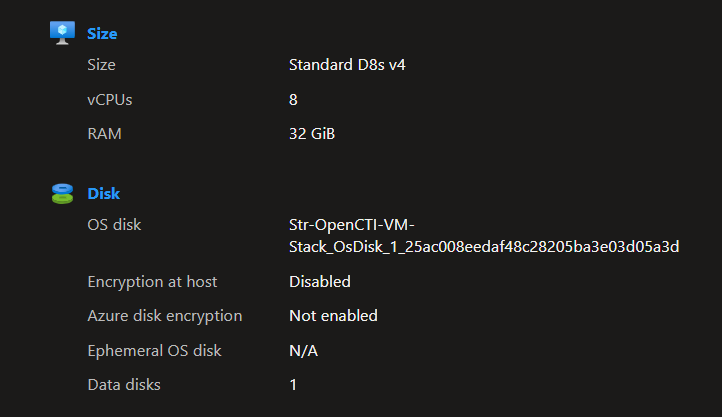 Size
Size Standard D8s v4
vCPUs 8
RAM 32 GiB
Disk
OS disk Str-OpenCTI-VM-
Stack_OsDisk_1_25ac008eedaf48c28205ba3e03d05a3d
Encryption at host Disabled
Azure disk encryption Not enabled
Ephemeral OS disk N/A
Data disks 1